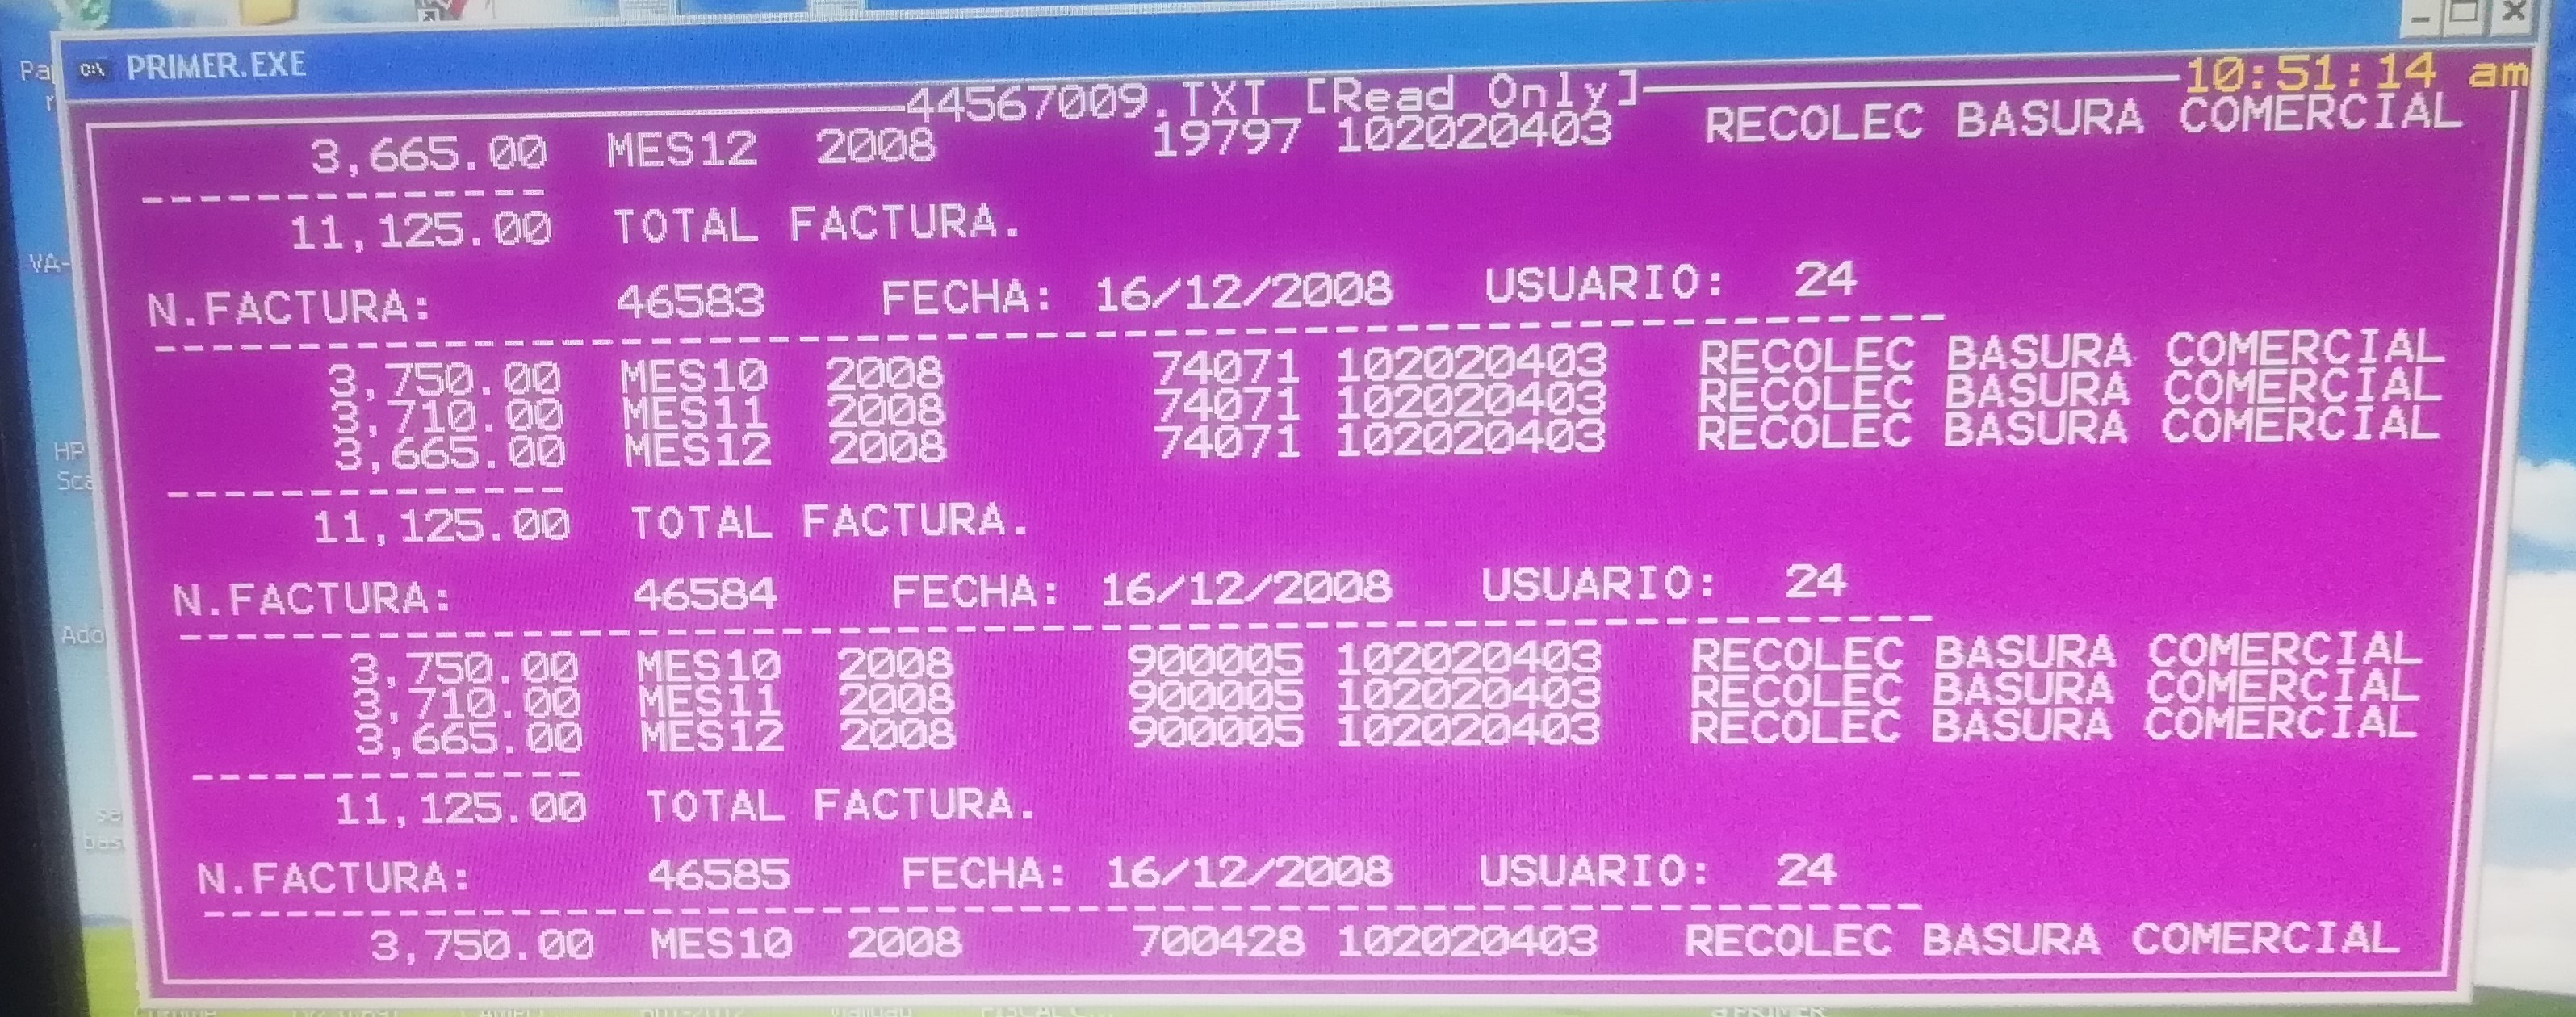 PRIMER.EXE
44567009.TXT [Read Only] 10:51:14 am
3,665.00 MES12 2008 19797 102020403 RECOLEC BASURA COMERCIAL
--------------
11,125.00 TOTAL FACTURA.
N.FACTURA: 46583 FECHA: 16/12/2008 USUARIO: 24
--------------------------------------------------------------
3,750.00 MES10 2008 74071 102020403 RECOLEC BASURA COMERCIAL
3,710.00 MES11 2008 74071 102020403 RECOLEC BASURA COMERCIAL
3,665.00 MES12 2008 74071 102020403 RECOLEC BASURA COMERCIAL
--------------
11,125.00 TOTAL FACTURA.
N.FACTURA: 46584 FECHA: 16/12/2008 USUARIO: 24
--------------------------------------------------------------
3,750.00 MES10 2008 900005 102020403 RECOLEC BASURA COMERCIAL
3,710.00 MES11 2008 900005 102020403 RECOLEC BASURA COMERCIAL
3,665.00 MES12 2008 900005 102020403 RECOLEC BASURA COMERCIAL
--------------
11,125.00 TOTAL FACTURA.
N.FACTURA: 46585 FECHA: 16/12/2008 USUARIO: 24
--------------------------------------------------------------
3,750.00 MES10 2008 700428 102020403 RECOLEC BASURA COMERCIAL
VA-
HP